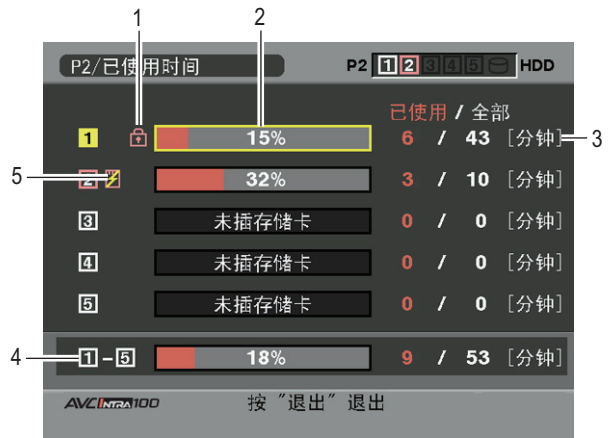 1 2
P2/已使用时间 P2 1 2 3 4 5 HDD
已使用 / 全部
1 15% 6 / 43 [分钟] 3
5 2 32% 3 / 10 [分钟]
3 未插存储卡 0 / 0 [分钟]
4 未插存储卡 0 / 0 [分钟]
5 未插存储卡 0 / 0 [分钟]
4 1-5 18% 9 / 53 [分钟]
AVC INTRA 100 按 "退出" 退出